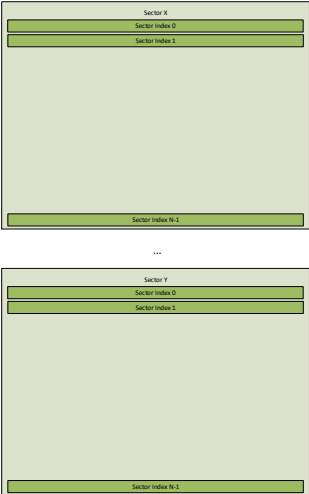 Sector X
Sector Index 0
Sector Index 1
Sector Index N-1
...
Sector Y
Sector Index 0
Sector Index 1
Sector Index N-1